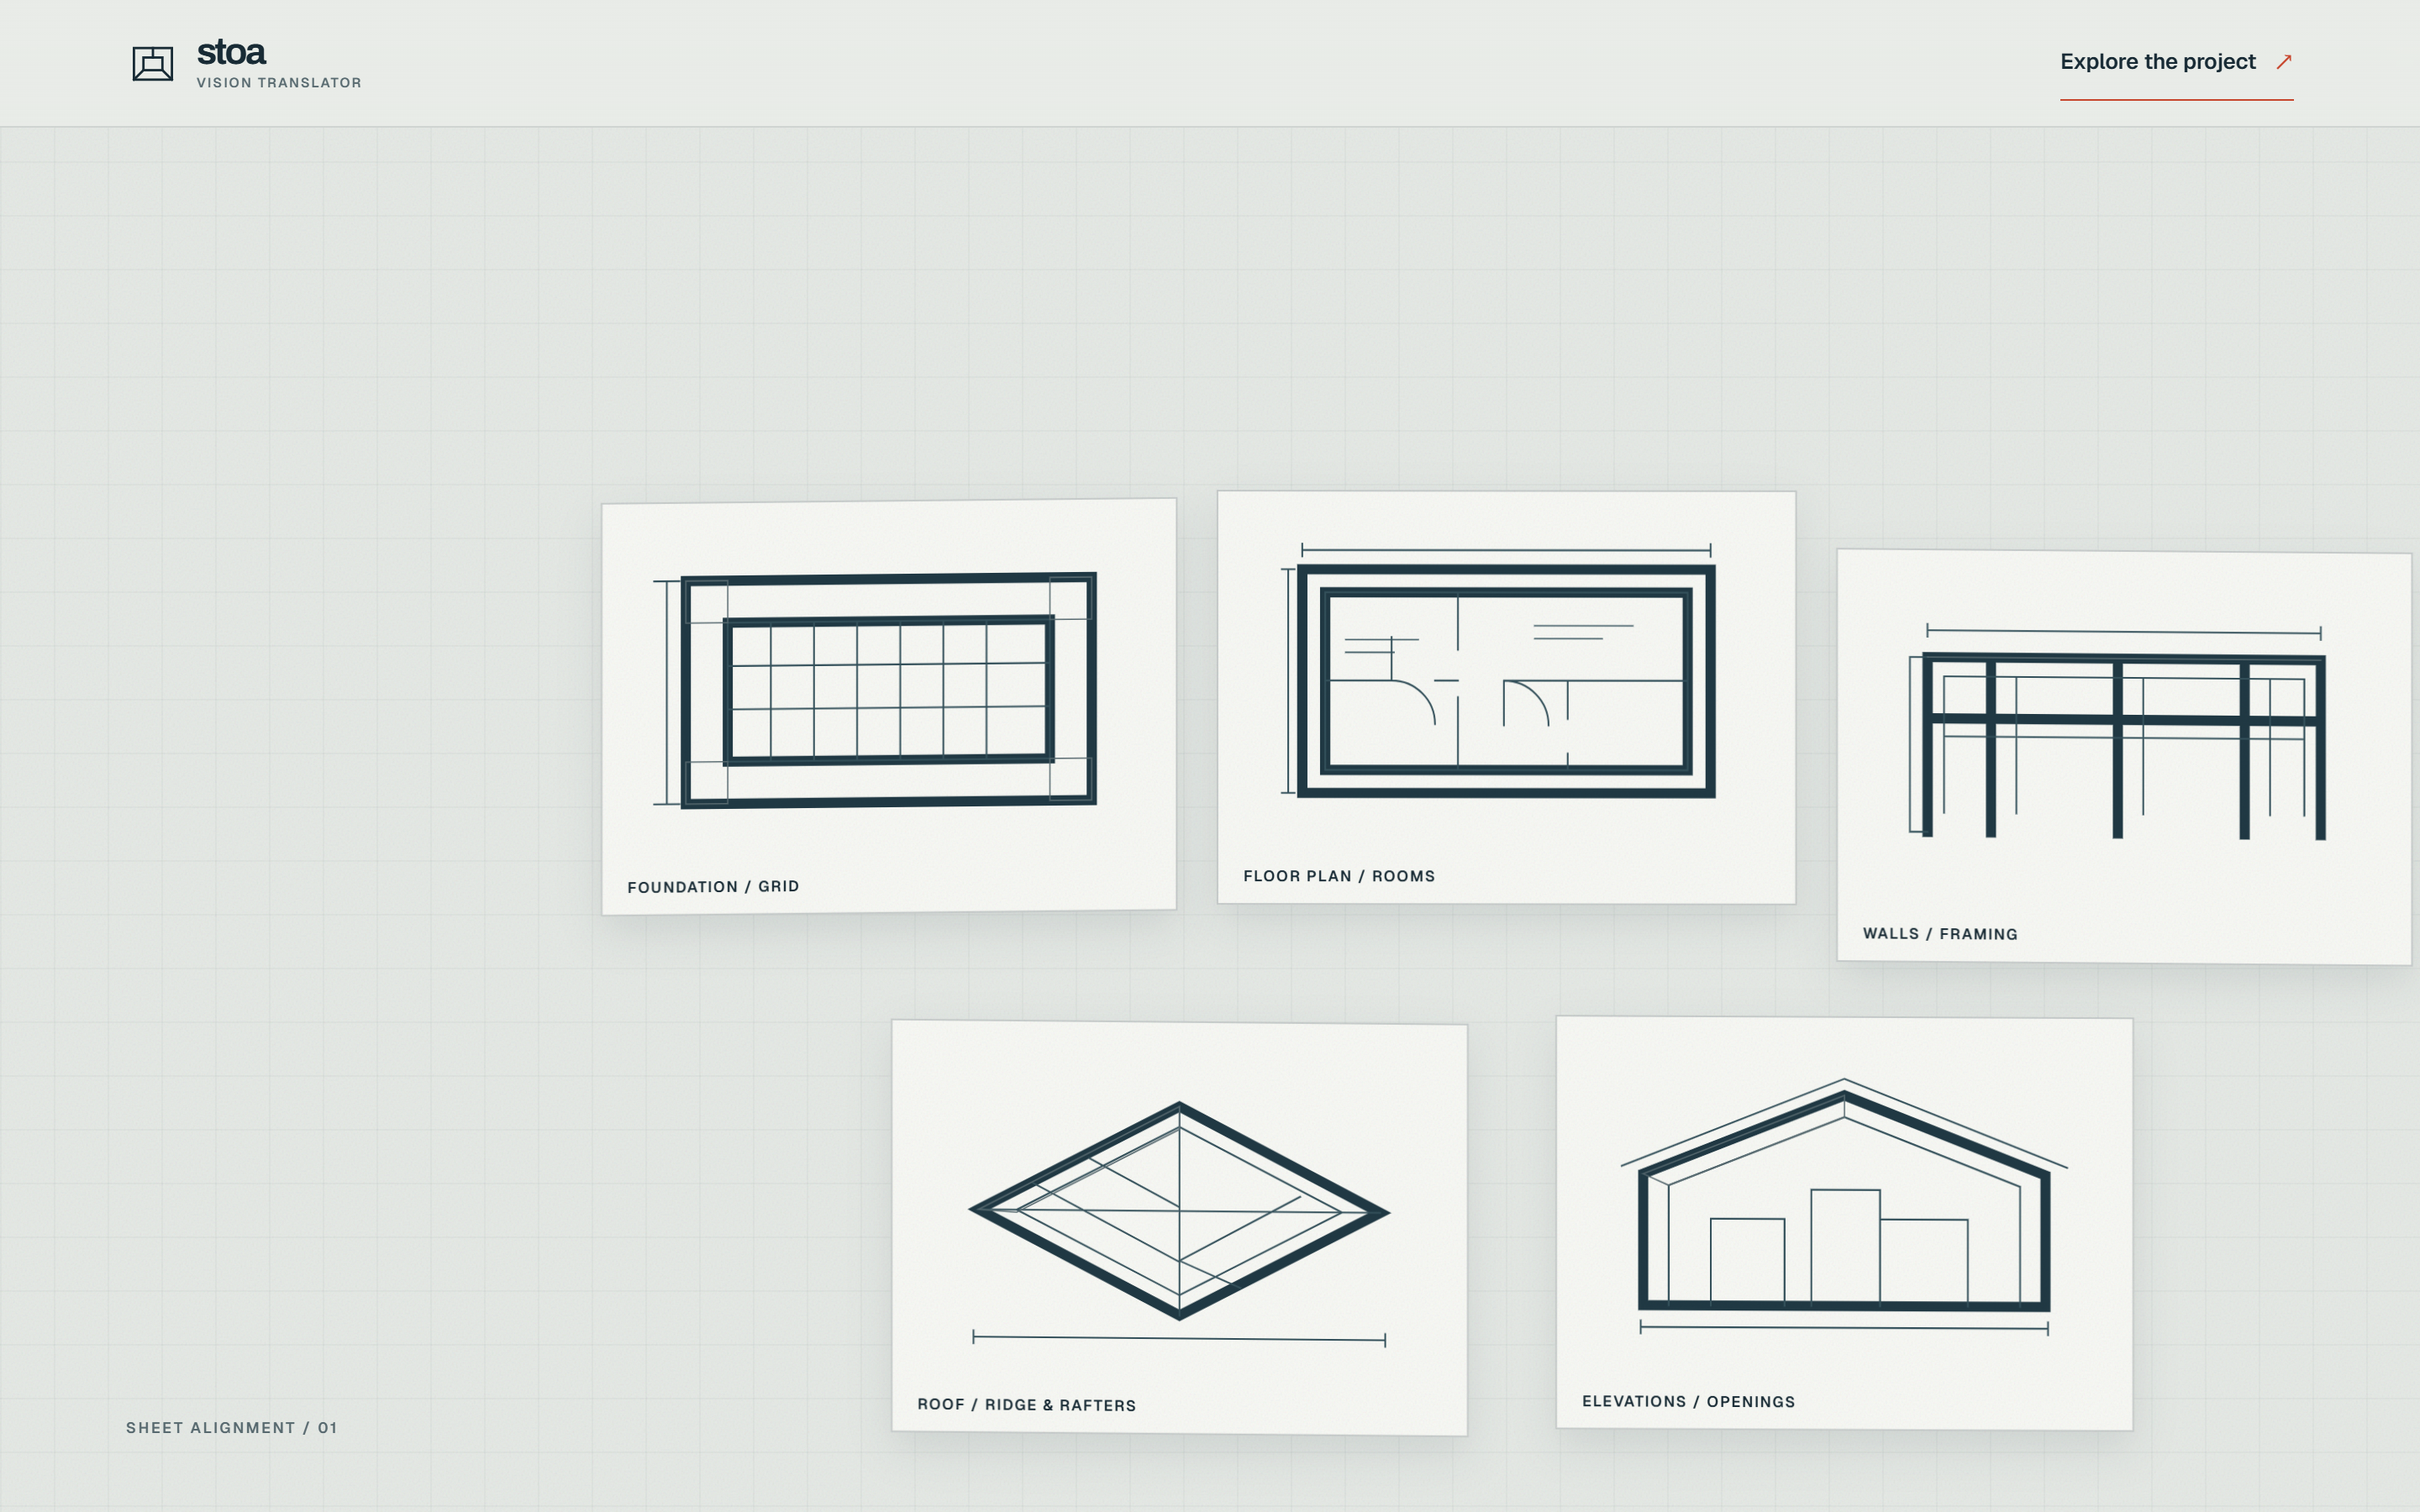 stoa
VISION TRANSLATOR
Explore the project ↗
FOUNDATION / GRID
FLOOR PLAN / ROOMS
WALLS / FRAMING
ROOF / RIDGE & RAFTERS
ELEVATIONS / OPENINGS
SHEET ALIGNMENT / 01